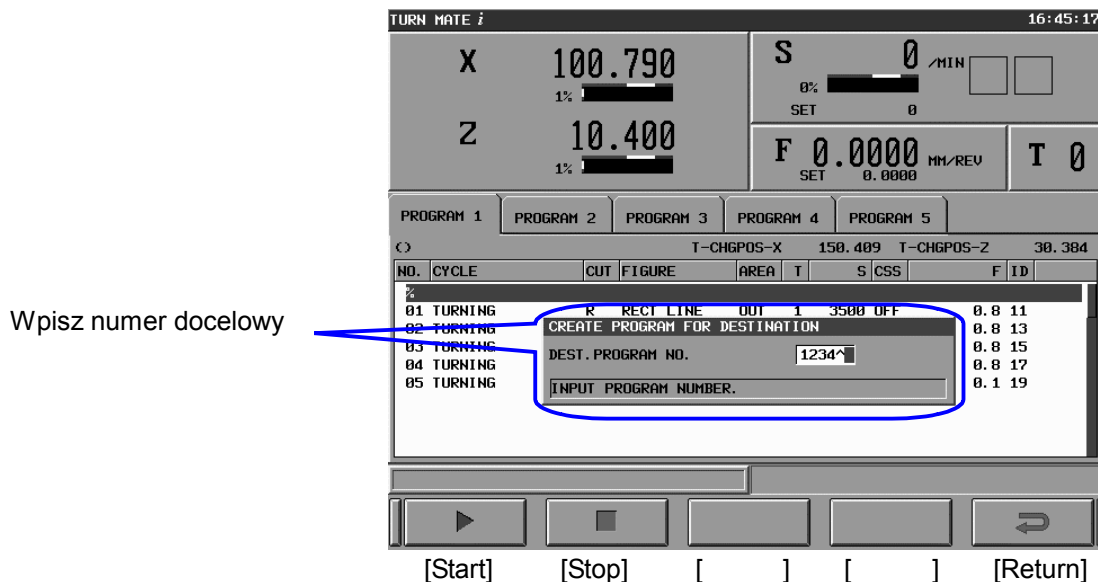 TURN MATE i 16:45:17
X 100.790
1%
Z 10.400
1%
S 0 /MIN
0%
SET 0
F 0.0000 MM/REV
SET 0.0000
T 0
PROGRAM 1 PROGRAM 2 PROGRAM 3 PROGRAM 4 PROGRAM 5
() T-CHGPOS-X 150.409 T-CHGPOS-Z 30.384
NO. CYCLE CUT FIGURE AREA T S CSS F ID
%
01 TURNING R RECT LINE OUT 1 3500 OFF 0.8 11
02 TURNING 0.8 13
03 TURNING 0.8 15
04 TURNING 0.8 17
05 TURNING 0.1 19
CREATE PROGRAM FOR DESTINATION
DEST.PROGRAM NO. 1234^
INPUT PROGRAM NUMBER.
Wpisz numer docelowy
[Start] [Stop] [ ] [ ] [Return]